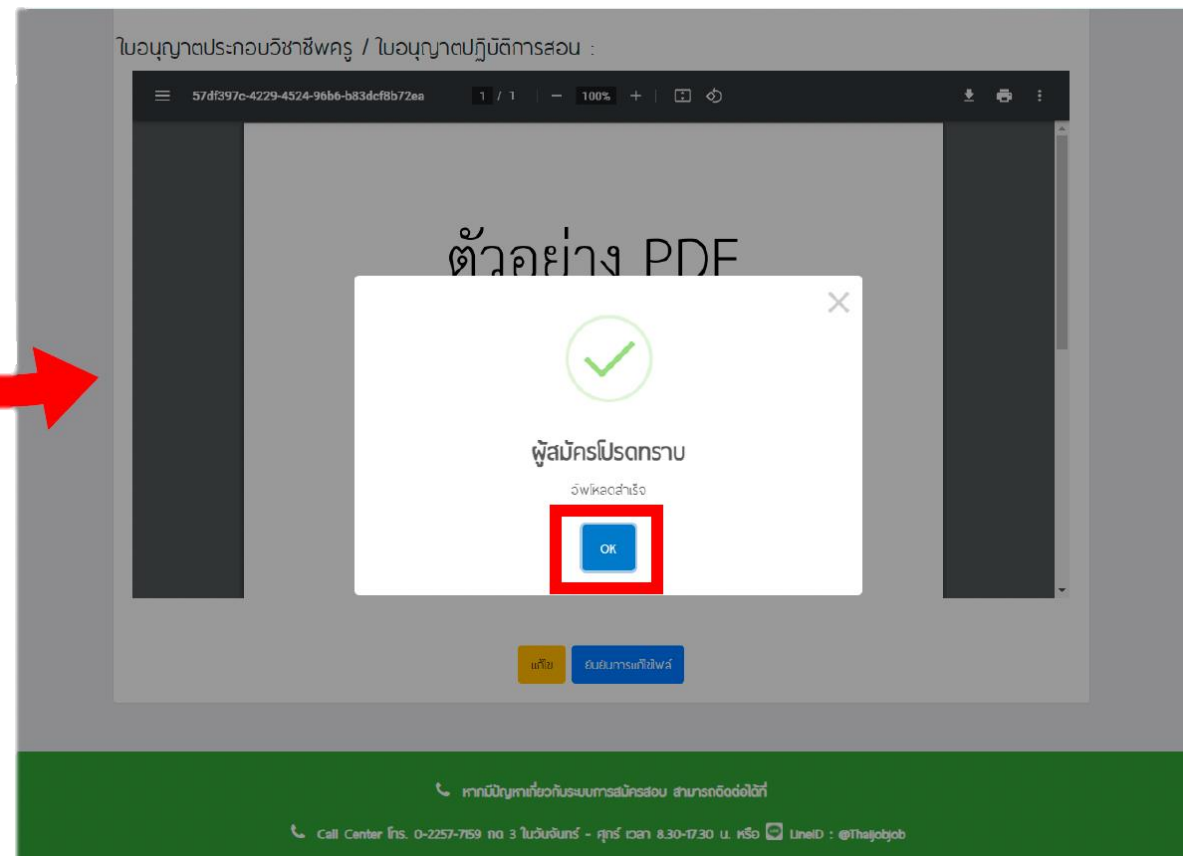 ใบอนุญาตประกอบวิชาชีพครู / ใบอนุญาตปฏิบัติการสอน :
57df397c-4229-4524-96b6-b83dcf8b72ea 1 / 1 100%
ตัวอย่าง PDF
ผู้สมัครโปรดทราบ
อัพโหลดสำเร็จ
OK
แก้ไข ยืนยันการแก้ไขไฟล์
หากมีปัญหาเกี่ยวกับระบบการสมัครสอบ สามารถติดต่อได้ที่
Call Center โทร. 0-2257-7159 กด 3 ในวันจันทร์ - ศุกร์ เวลา 8.30-17.30 น. หรือ LineID : @Thaijobjob